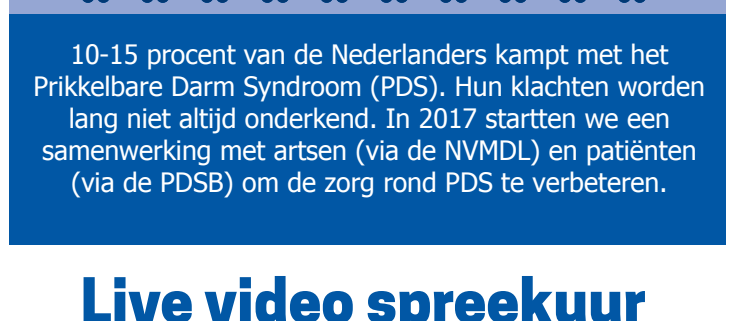 10-15 procent van de Nederlanders kampt met het
Prikkelbare Darm Syndroom (PDS). Hun klachten worden
lang niet altijd onderkend. In 2017 startten we een
samenwerking met artsen (via de NVMDL) en patiënten
(via de PDSB) om de zorg rond PDS te verbeteren.
Live video spreekuur